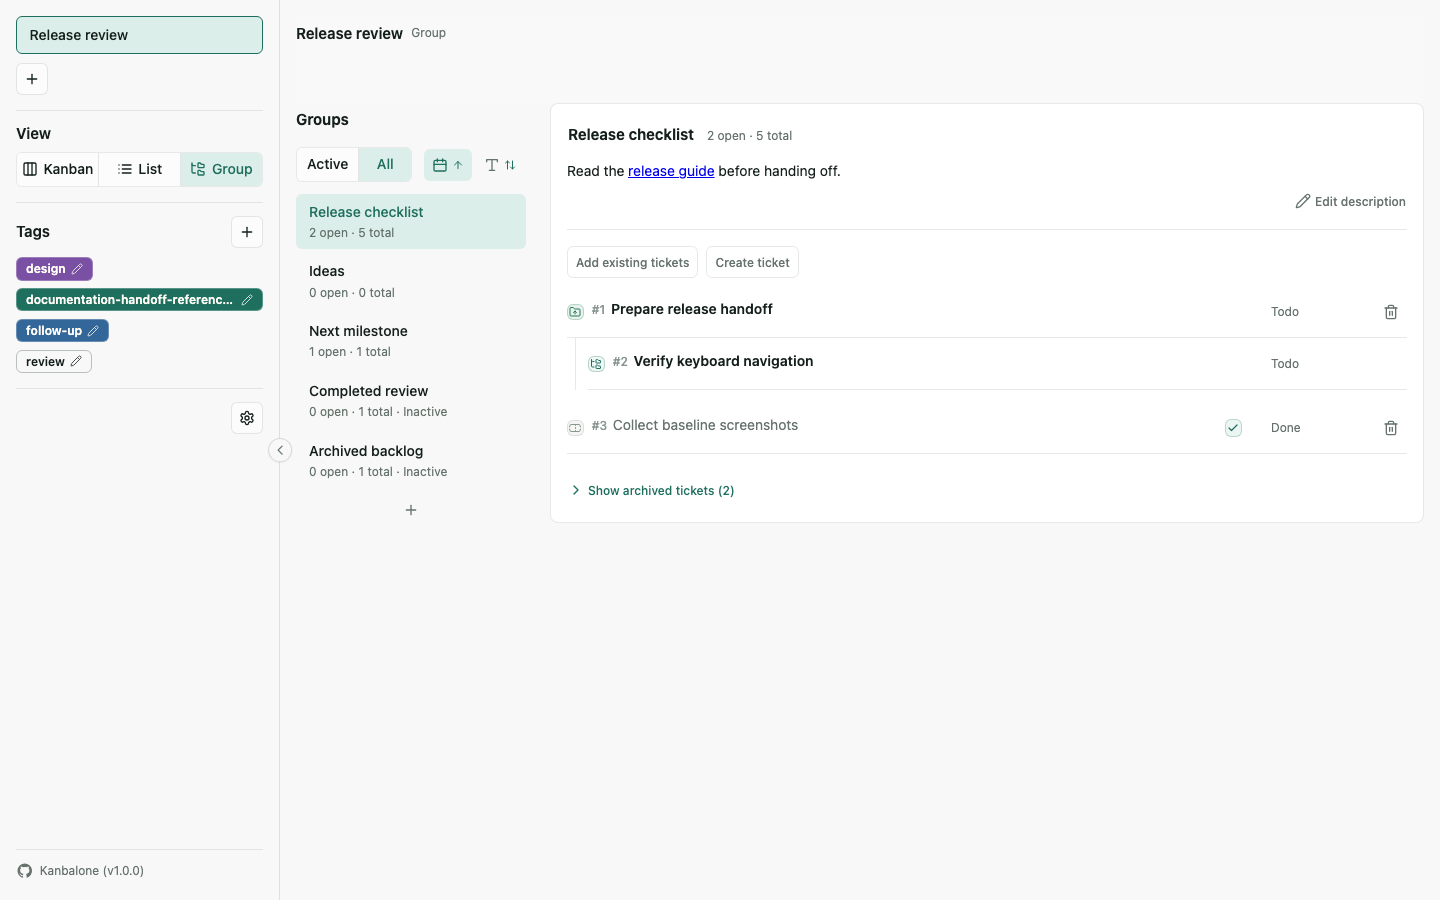 Release review
View
Kanban
List
Group
Tags
design
documentation-handoff-referenc...
follow-up
review
Kanbalone (v1.0.0)
Release review Group
Groups
Active
All
Release checklist
2 open · 5 total
Ideas
0 open · 0 total
Next milestone
1 open · 1 total
Completed review
0 open · 1 total · Inactive
Archived backlog
0 open · 1 total · Inactive
Release checklist 2 open · 5 total
Read the release guide before handing off.
Edit description
Add existing tickets
Create ticket
#1 Prepare release handoff Todo
#2 Verify keyboard navigation Todo
#3 Collect baseline screenshots Done
Show archived tickets (2)